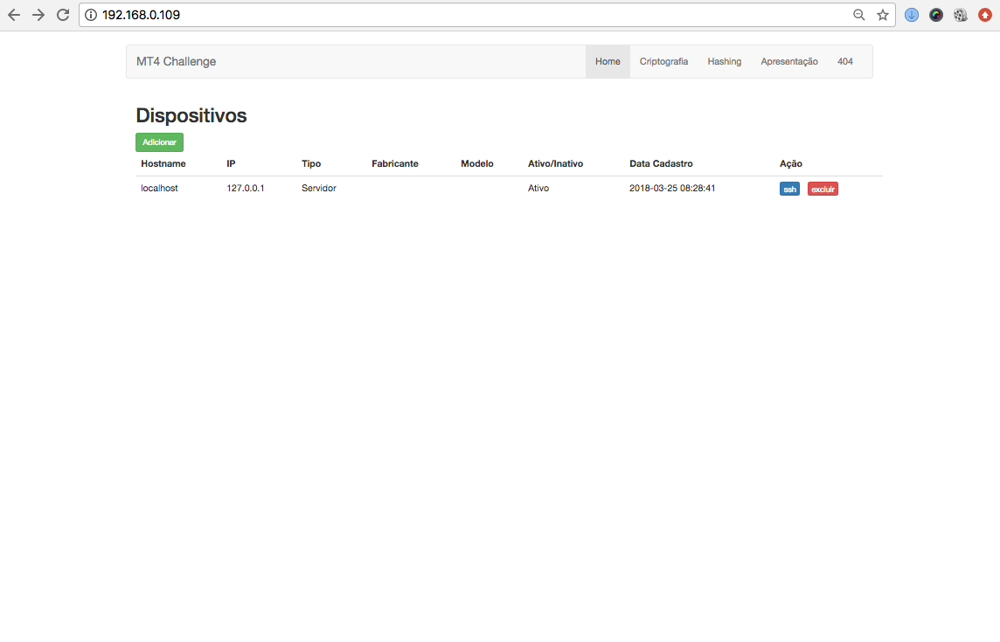 192.168.0.109
MT4 Challenge Home Criptografia Hashing Apresentação 404
Dispositivos
Adicionar
Hostname IP Tipo Fabricante Modelo Ativo/Inativo Data Cadastro Ação
localhost 127.0.0.1 Servidor Ativo 2018-03-25 08:28:41 ssh excluir